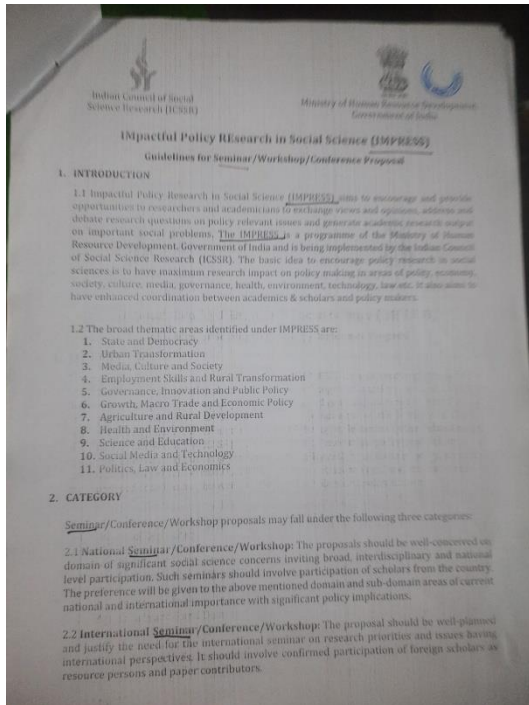 Indian Council of Social
Science Research (ICSSR)
Ministry of Human Resource Development
Government of India
IMpactful Policy REsearch in Social Science (IMPRESS)
Guidelines for Seminar/Workshop/Conference Proposal
1. INTRODUCTION
1.1 Impactful Policy Research in Social Science (IMPRESS) aims to encourage and provide
opportunities to researchers and academicians to exchange views and opinions, address and
debate research questions on policy relevant issues and generate academic research output
on important social problems. The IMPRESS is a programme of the Ministry of Human
Resource Development, Government of India and is being implemented by the Indian Council
of Social Science Research (ICSSR). The basic idea to encourage policy research in social
sciences is to have maximum research impact on policy making in areas of polity, economy,
society, culture, media, governance, health, environment, technology, law etc. It also aims to
have enhanced coordination between academics & scholars and policy makers.
1.2 The broad thematic areas identified under IMPRESS are:
1. State and Democracy
2. Urban Transformation
3. Media, Culture and Society
4. Employment Skills and Rural Transformation
5. Governance, Innovation and Public Policy
6. Growth, Macro Trade and Economic Policy
7. Agriculture and Rural Development
8. Health and Environment
9. Science and Education
10. Social Media and Technology
11. Politics, Law and Economics
2. CATEGORY
Seminar/Conference/Workshop proposals may fall under the following three categories:
2.1 National Seminar/Conference/Workshop: The proposals should be well-conceived on
domain of significant social science concerns inviting broad, interdisciplinary and national
level participation. Such seminars should involve participation of scholars from the country.
The preference will be given to the above mentioned domain and sub-domain areas of current
national and international importance with significant policy implications.
2.2 International Seminar/Conference/Workshop: The proposal should be well-planned
and justify the need for the international seminar on research priorities and issues having
international perspectives. It should involve confirmed participation of foreign scholars as
resource persons and paper contributors.